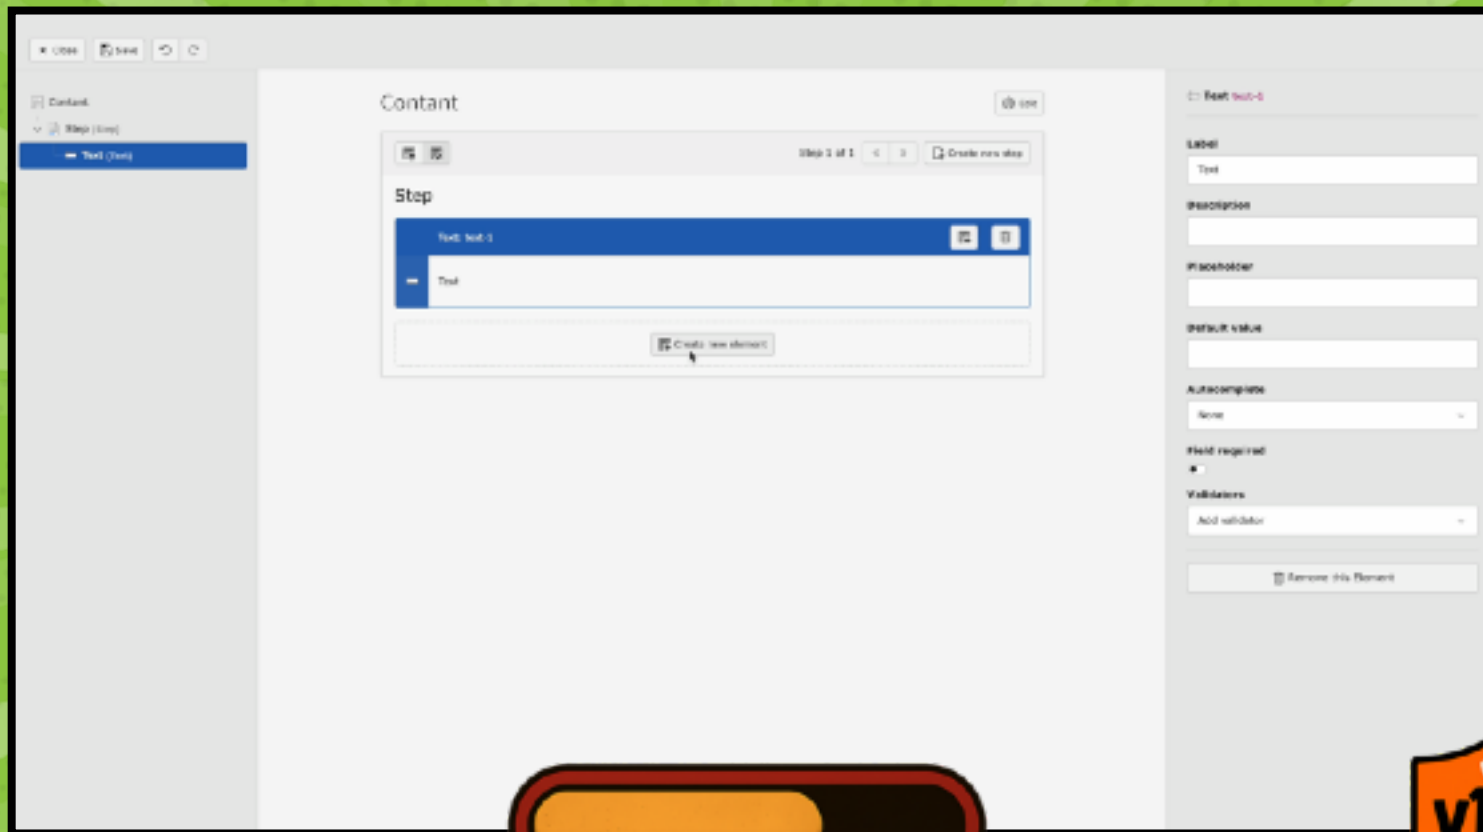 Close Save
Contant
Step (Step)
Text (Text)
Contant
Edit
Step 1 of 1
Create new step
Step
Text: text-1
Text
Create new element
Text text-1
Label
Text
Description
Placeholder
Default value
Autocomplete
None
Field required
Validators
Add validator
Remove this Element